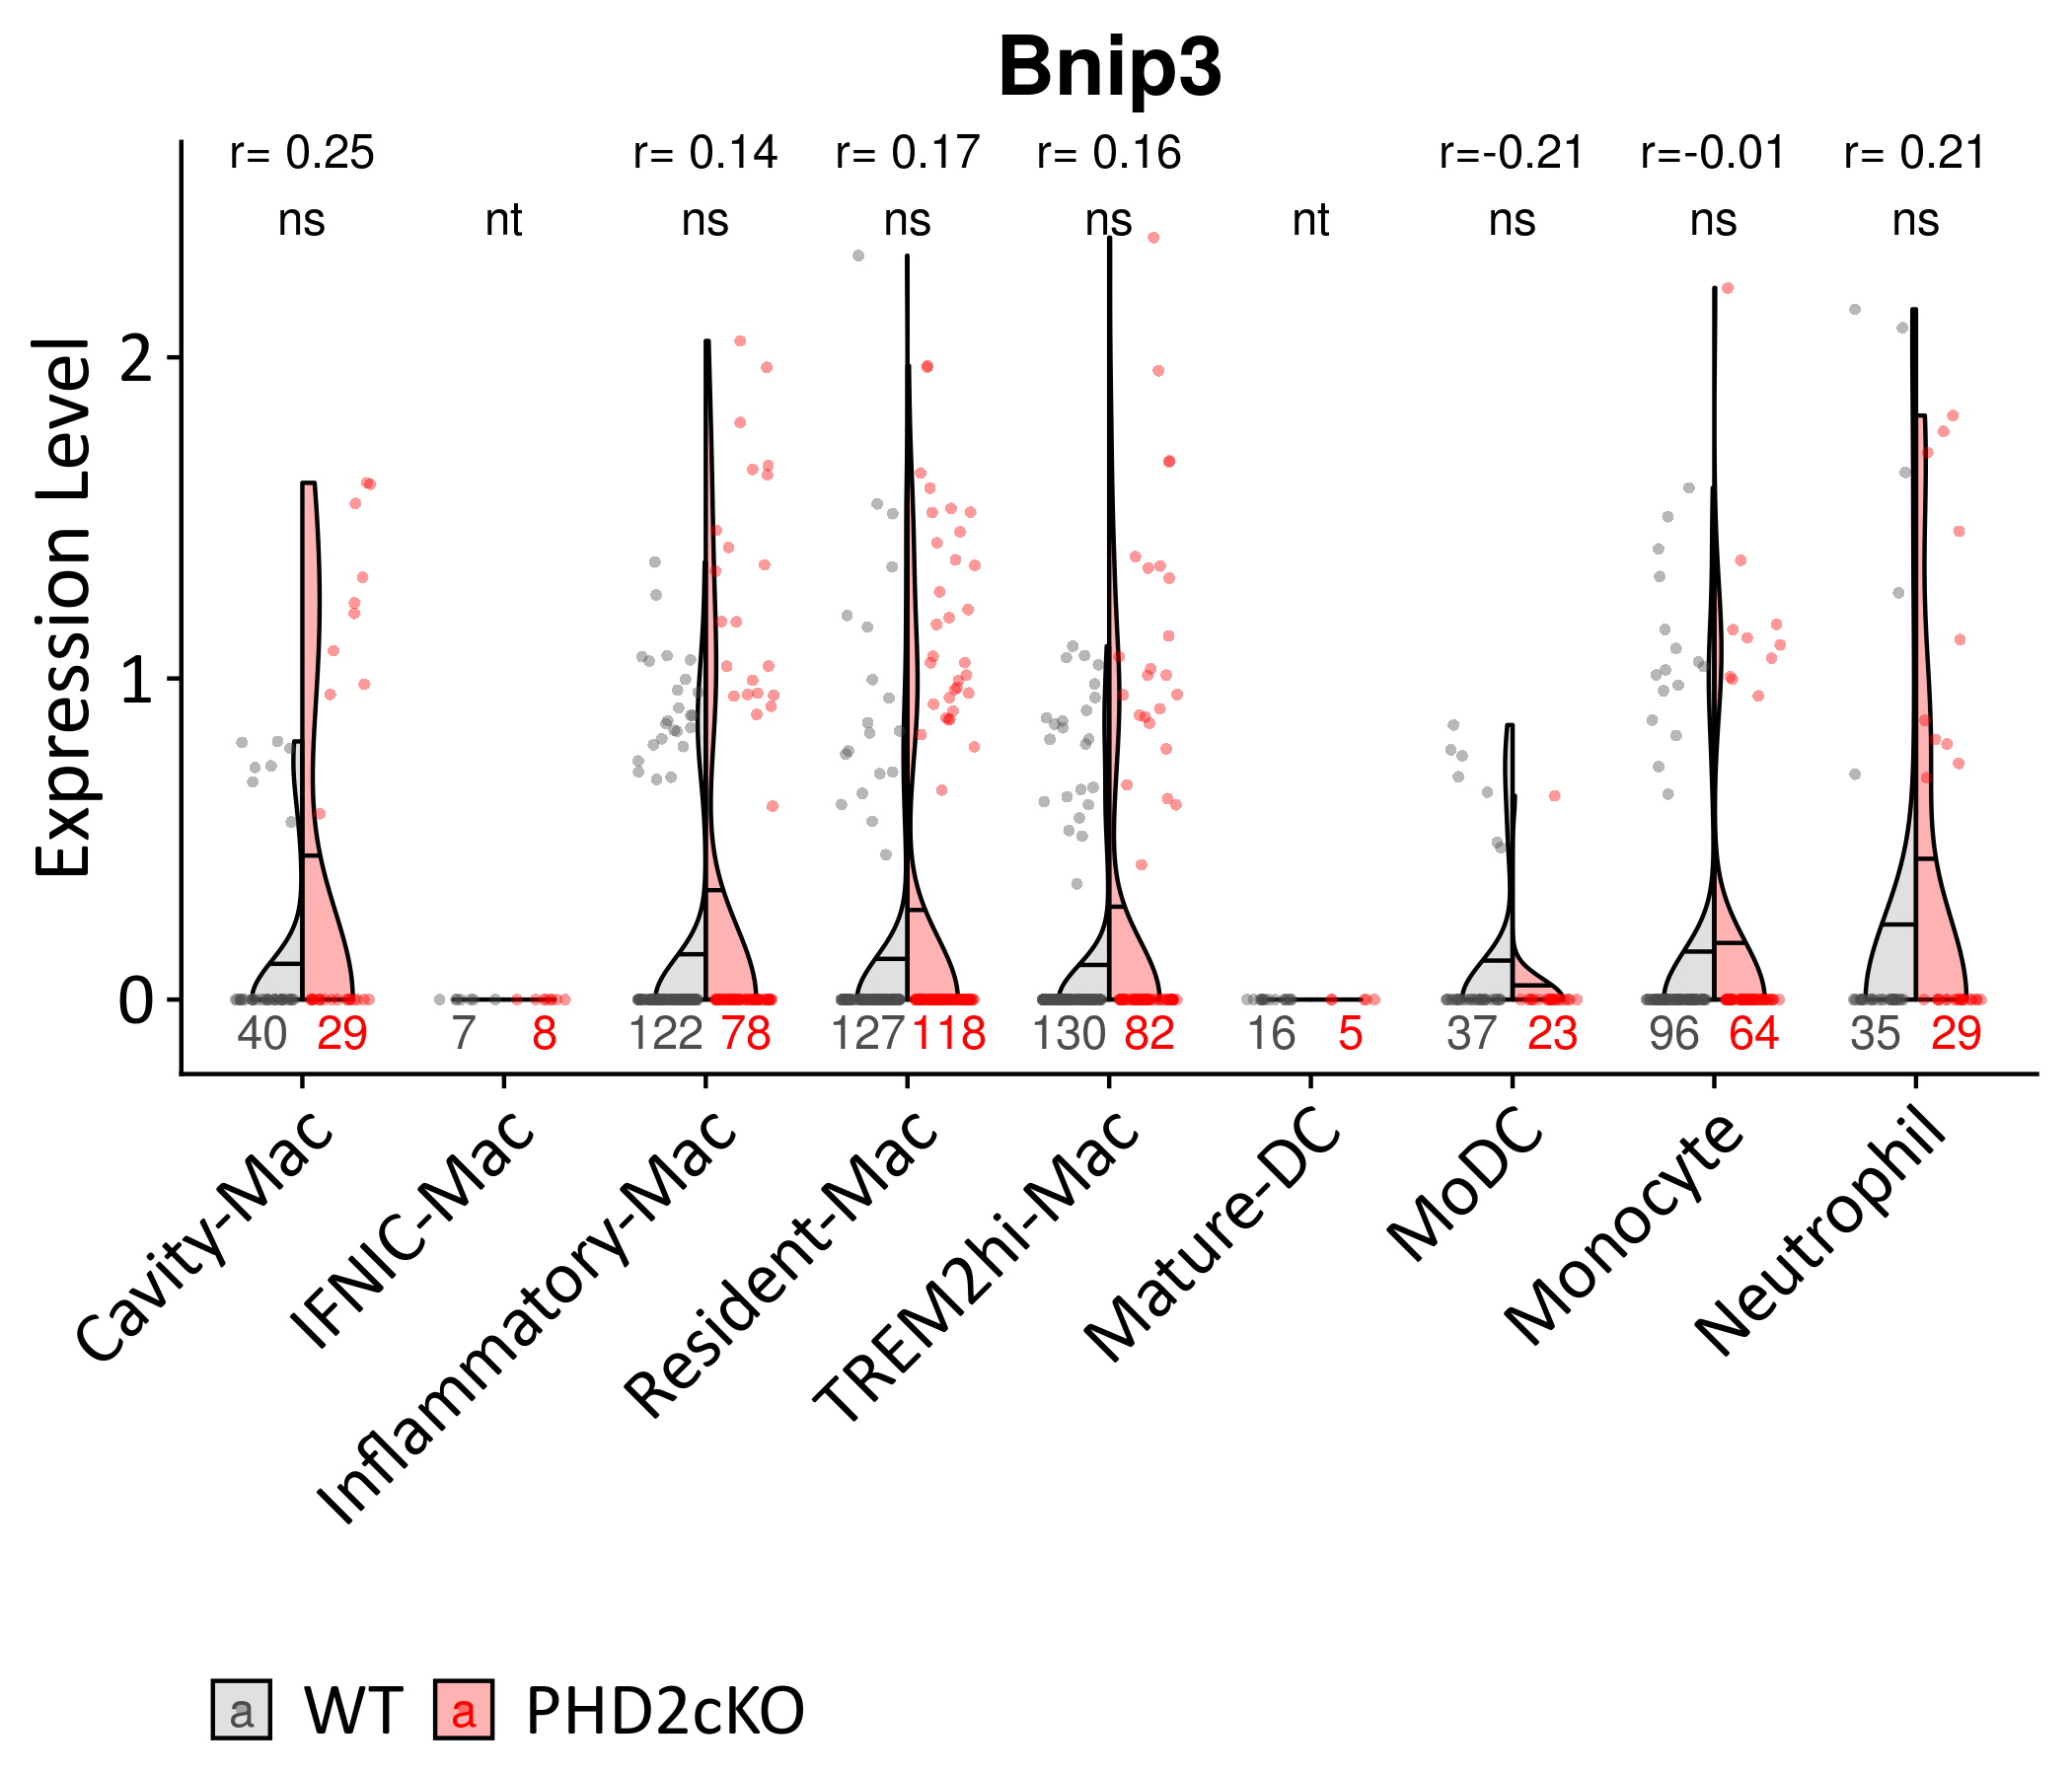 Bnip3
r= 0.25 r= 0.14 r= 0.17 r= 0.16 r=-0.21 r=-0.01 r= 0.21
ns nt ns ns ns nt ns ns ns
Expression Level
2
1
0
40 29 7 8 122 78 127 118 130 82 16 5 37 23 96 64 35 29
Cavity-Mac
IFNIC-Mac
Inflammatory-Mac
Resident-Mac
TREM2hi-Mac
Mature-DC
MoDC
Monocyte
Neutrophil
a WT a PHD2cKO